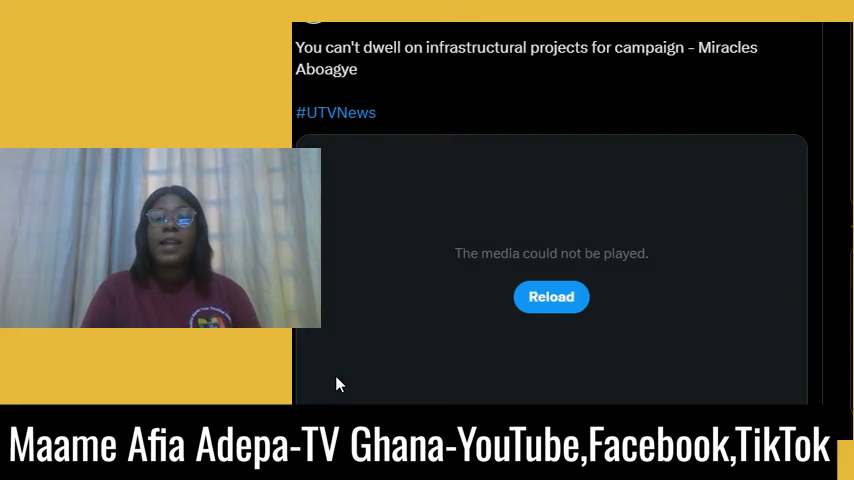 You can't dwell on infrastructural projects for campaign - Miracles
Aboagye
#UTVNews
The media could not be played.
Reload
Maame Afia Adepa-TV Ghana-YouTube,Facebook,TikTok